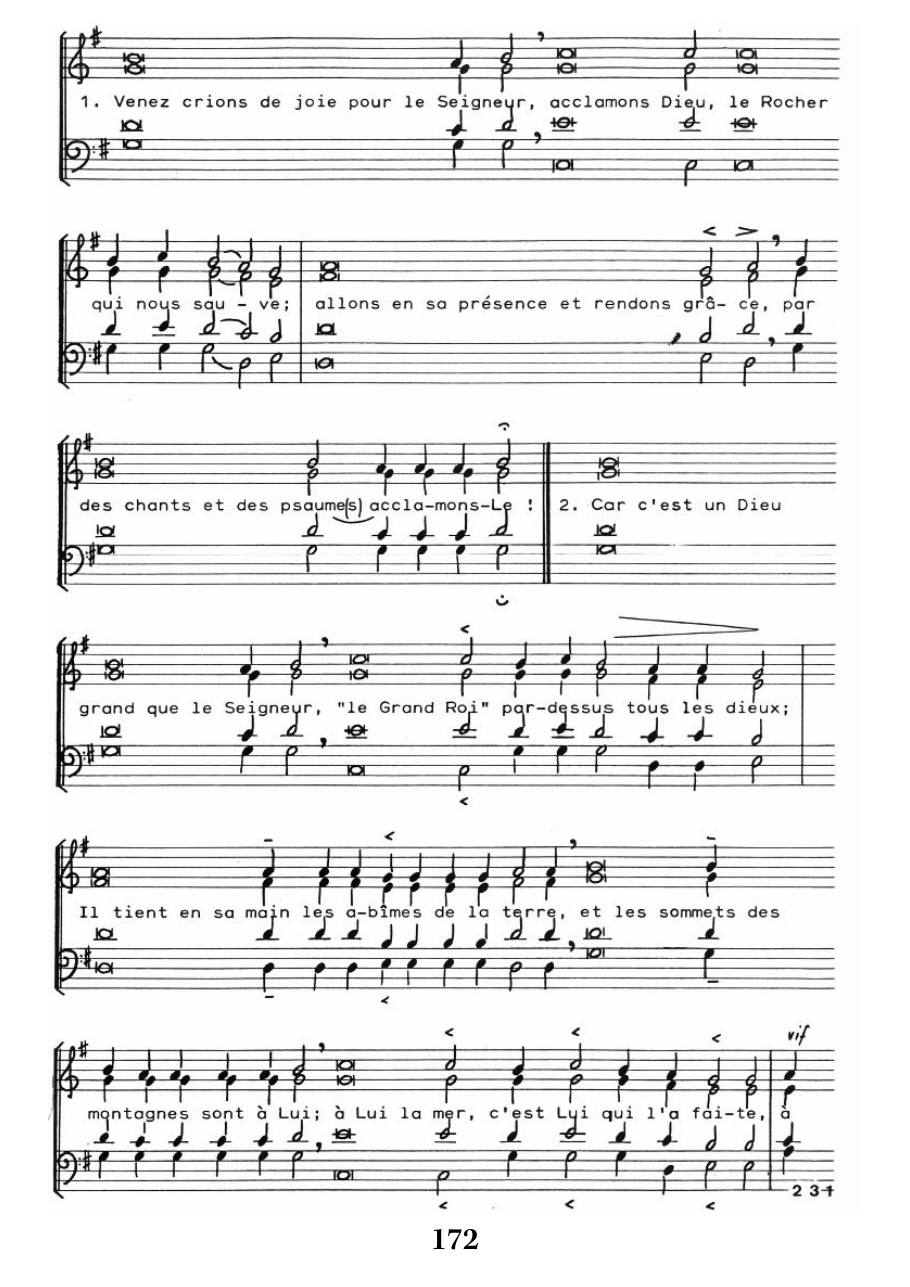 1. Venez crions de joie pour le Seigneur, acclamons Dieu, le Rocher
qui nous sau - ve; allons en sa présence et rendons grâ- ce, par
des chants et des psaume(s) accla-mons-Le ! 2. Car c'est un Dieu
grand que le Seigneur, "le Grand Roi" par-dessus tous les dieux;
Il tient en sa main les a-bîmes de la terre, et les sommets des
vif
montagnes sont à Lui; à Lui la mer, c'est Lui qui l'a fai-te, à
231
172